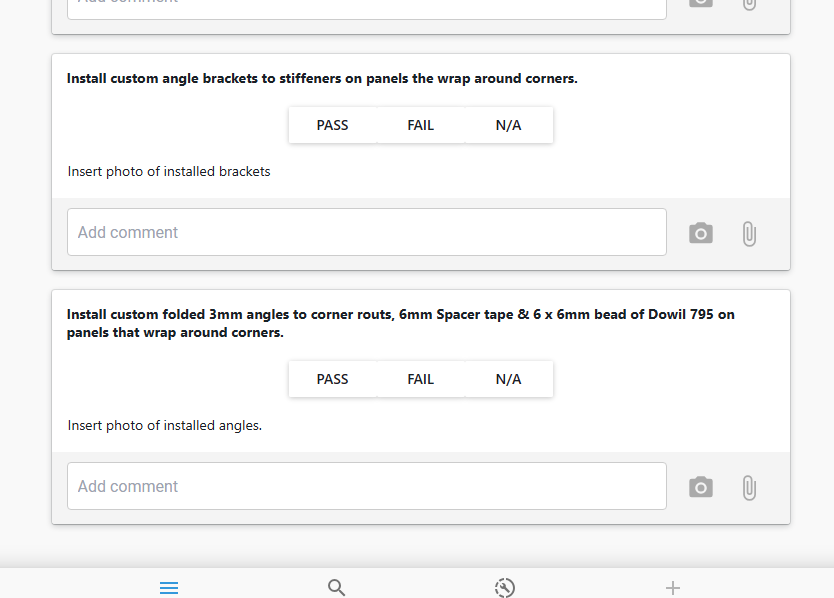 Add comment
Install custom angle brackets to stiffeners on panels the wrap around corners.
PASS FAIL N/A
Insert photo of installed brackets
Add comment
Install custom folded 3mm angles to corner routs, 6mm Spacer tape & 6 x 6mm bead of Dowil 795 on
panels that wrap around corners.
PASS FAIL N/A
Insert photo of installed angles.
Add comment